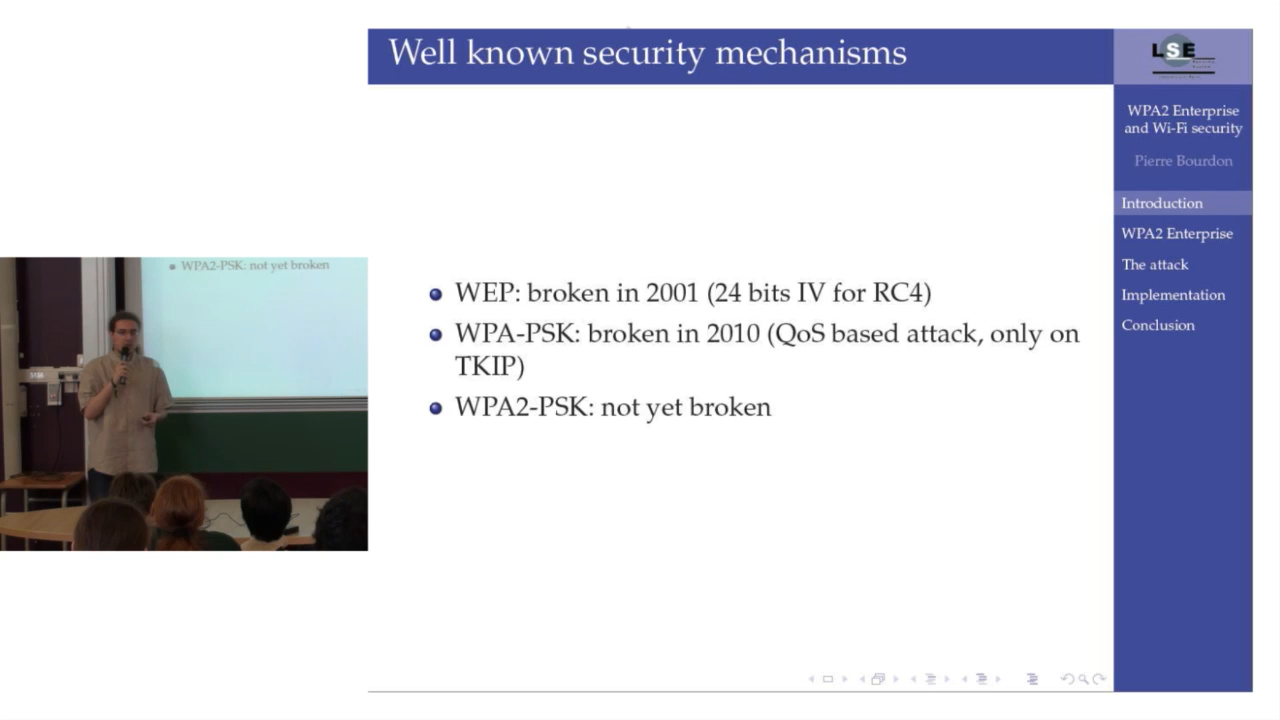 Well known security mechanisms
LSE
WPA2 Enterprise
and Wi-Fi security
Pierre Bourdon
Introduction
WPA2 Enterprise
The attack
Implementation
Conclusion
WPA2-PSK: not yet broken
WEP: broken in 2001 (24 bits IV for RC4)
WPA-PSK: broken in 2010 (QoS based attack, only on
TKIP)
WPA2-PSK: not yet broken